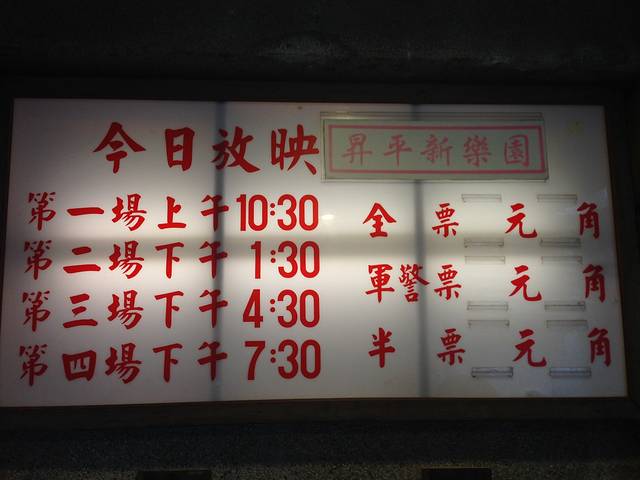 今日放映 昇平新樂園
第一場上午10:30 全票元角
第二場下午1:30 軍警票元角
第三場下午4:30 半票元角
第四場下午7:30